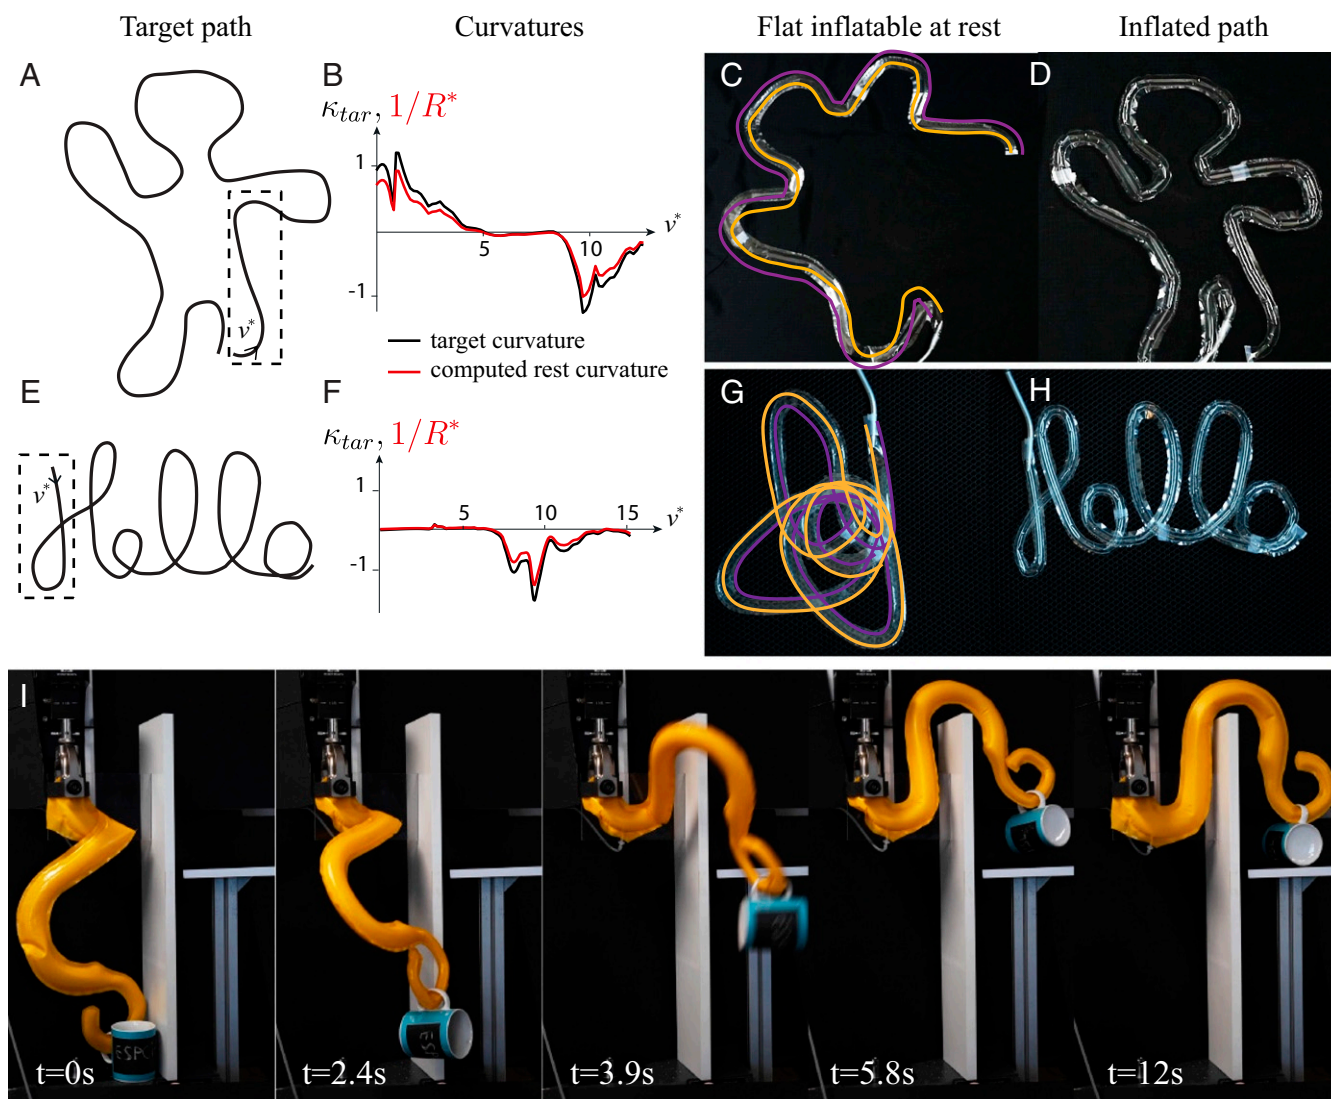 Target path
Curvatures
Flat inflatable at rest
Inflated path
A
B
C
D
κtar, 1/R*
1
v*
5
10
-1
v*
target curvature
computed rest curvature
E
F
G
H
κtar, 1/R*
1
v*
5
10
15
v*
-1
I
t=0s
t=2.4s
t=3.9s
t=5.8s
t=12s